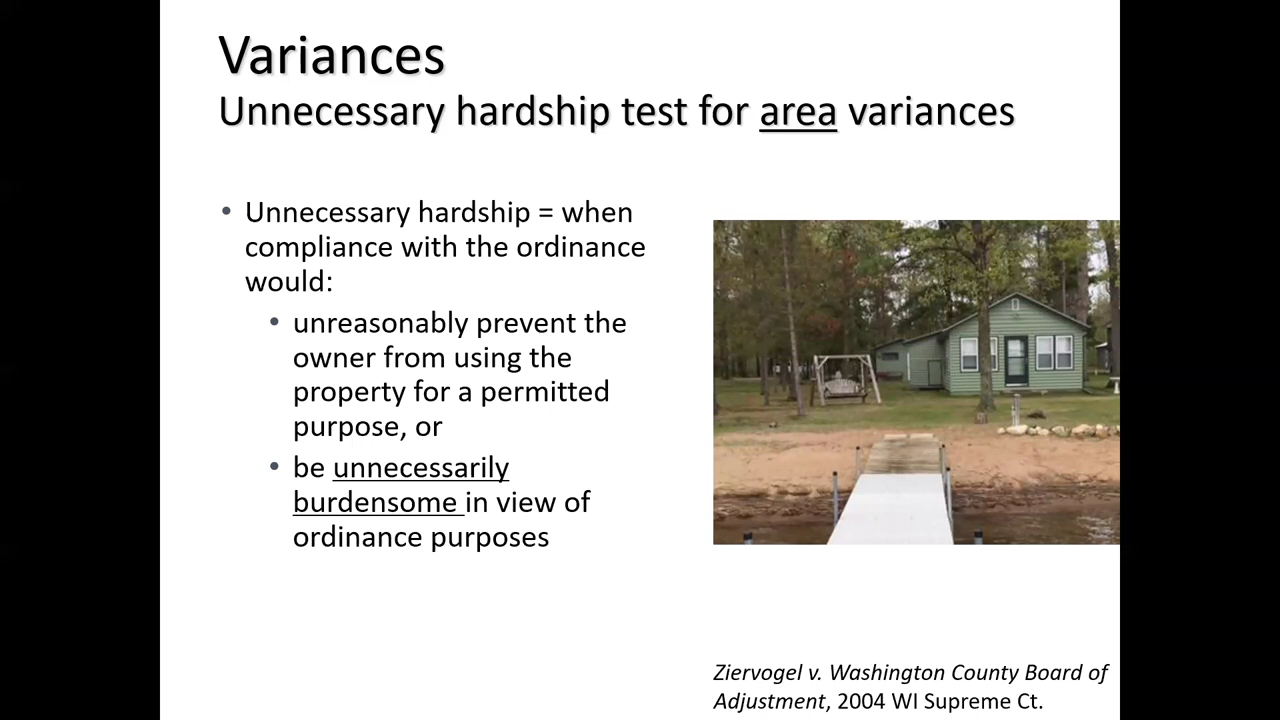 Variances
Unnecessary hardship test for area variances
• Unnecessary hardship = when
compliance with the ordinance
would:
• unreasonably prevent the
owner from using the
property for a permitted
purpose, or
• be unnecessarily
burdensome in view of
ordinance purposes
Ziervogel v. Washington County Board of
Adjustment, 2004 WI Supreme Ct.